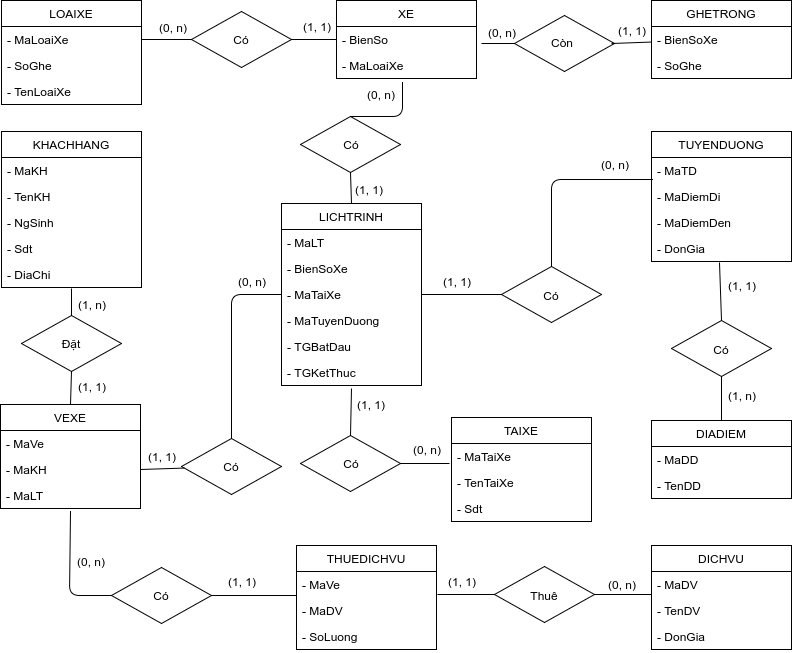 LOAIXE
- MaLoaiXe
- SoGhe
- TenLoaiXe
(0, n)
Có
(1, 1)
XE
- BienSo
- MaLoaiXe
(0, n)
Còn
(1, 1)
GHETRONG
- BienSoXe
- SoGhe
(0, n)
Có
(1, 1)
KHACHHANG
- MaKH
- TenKH
- NgSinh
- Sdt
- DiaChi
(1, n)
Đặt
(1, 1)
LICHTRINH
- MaLT
- BienSoXe
- MaTaiXe
- MaTuyenDuong
- TGBatDau
- TGKetThuc
(1, 1)
Có
(0, n)
TUYENDUONG
- MaTD
- MaDiemDi
- MaDiemDen
- DonGia
(1, 1)
Có
(1, n)
DIADIEM
- MaDD
- TenDD
VEXE
- MaVe
- MaKH
- MaLT
(1, 1)
Có
(0, n)
(1, 1)
Có
(0, n)
TAIXE
- MaTaiXe
- TenTaiXe
- Sdt
(0, n)
Có
(1, 1)
THUEDICHVU
- MaVe
- MaDV
- SoLuong
(1, 1)
Thuê
(0, n)
DICHVU
- MaDV
- TenDV
- DonGia